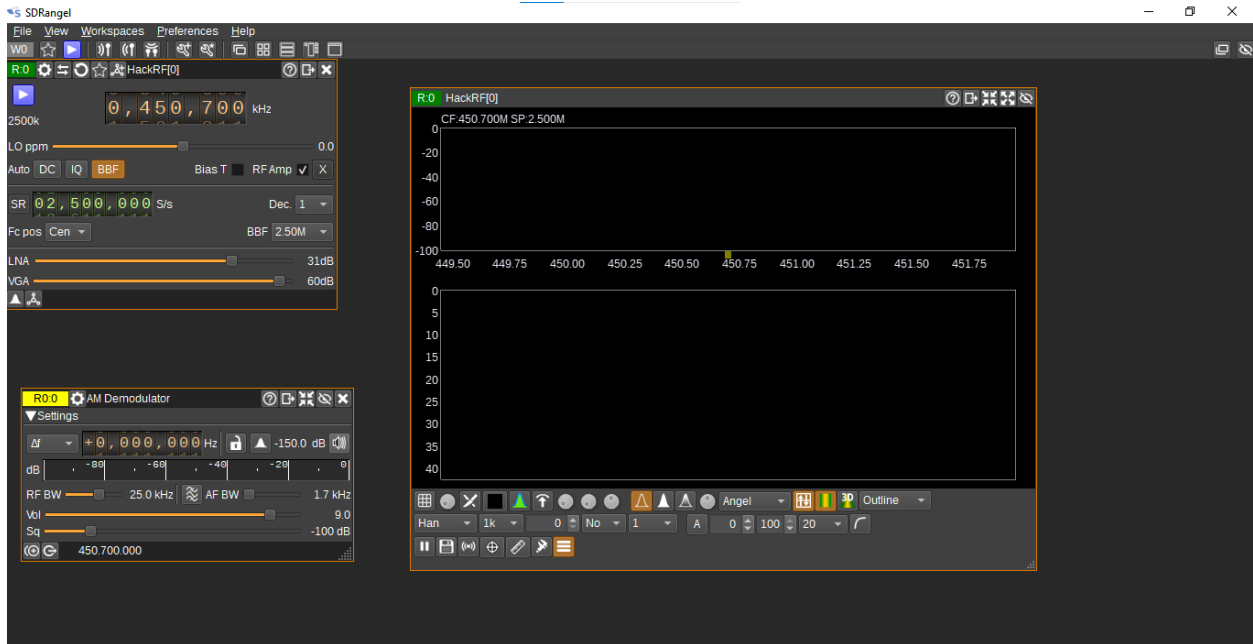 SDRangel
File View Workspaces Preferences Help
W0
R:0 HackRF[0]
0,450,700 kHz
2500k
LO ppm 0.0
Auto DC IQ BBF Bias T RF Amp X
SR 02,500,000 S/s Dec. 1
Fc pos Cen BBF 2.50M
LNA 31dB
VGA 60dB
R0:0 AM Demodulator
Settings
Δf +0,000,000 Hz -150.0 dB
dB -80 -60 -40 -20 0
RF BW 25.0 kHz AF BW 1.7 kHz
Vol 9.0
Sq -100 dB
450.700.000
R:0 HackRF[0]
CF:450.700M SP:2.500M
0
-20
-40
-60
-80
-100
449.50 449.75 450.00 450.25 450.50 450.75 451.00 451.25 451.50 451.75
0
5
10
15
20
25
30
35
40
Angel 3D Outline
Han 1k 0 No 1 A 0 100 20